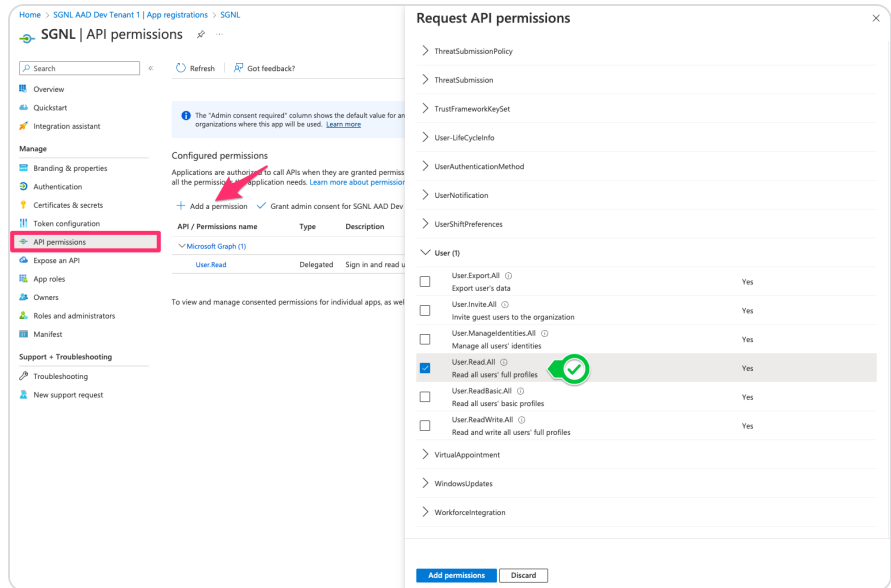 Home > SGNL AAD Dev Tenant 1 | App registrations > SGNL
SGNL | API permissions
Search
Overview
Quickstart
Integration assistant
Manage
Branding & properties
Authentication
Certificates & secrets
Token configuration
API permissions
Expose an API
App roles
Owners
Roles and administrators
Manifest
Support + Troubleshooting
Troubleshooting
New support request
Refresh
Got feedback?
The "Admin consent required" column shows the default value for an
organizations where this app will be used. Learn more
Configured permissions
Applications are authorized to call APIs when they are granted permiss
all the permissions application needs. Learn more about permission
Add a permission
Grant admin consent for SGNL AAD Dev
API / Permissions name Type Description
Microsoft Graph (1)
User.Read Delegated Sign in and read u
To view and manage consented permissions for individual apps, as wel
Request API permissions
ThreatSubmissionPolicy
ThreatSubmission
TrustFrameworkKeySet
User-LifeCycleInfo
UserAuthenticationMethod
UserNotification
UserShiftPreferences
User (1)
User.Export.All
Export user's data
Yes
User.Invite.All
Invite guest users to the organization
Yes
User.ManageIdentities.All
Manage all users' identities
Yes
User.Read.All
Read all users' full profiles
Yes
User.ReadBasic.All
Read all users' basic profiles
Yes
User.ReadWrite.All
Read and write all users' full profiles
Yes
VirtualAppointment
WindowsUpdates
WorkforceIntegration
Add permissions
Discard